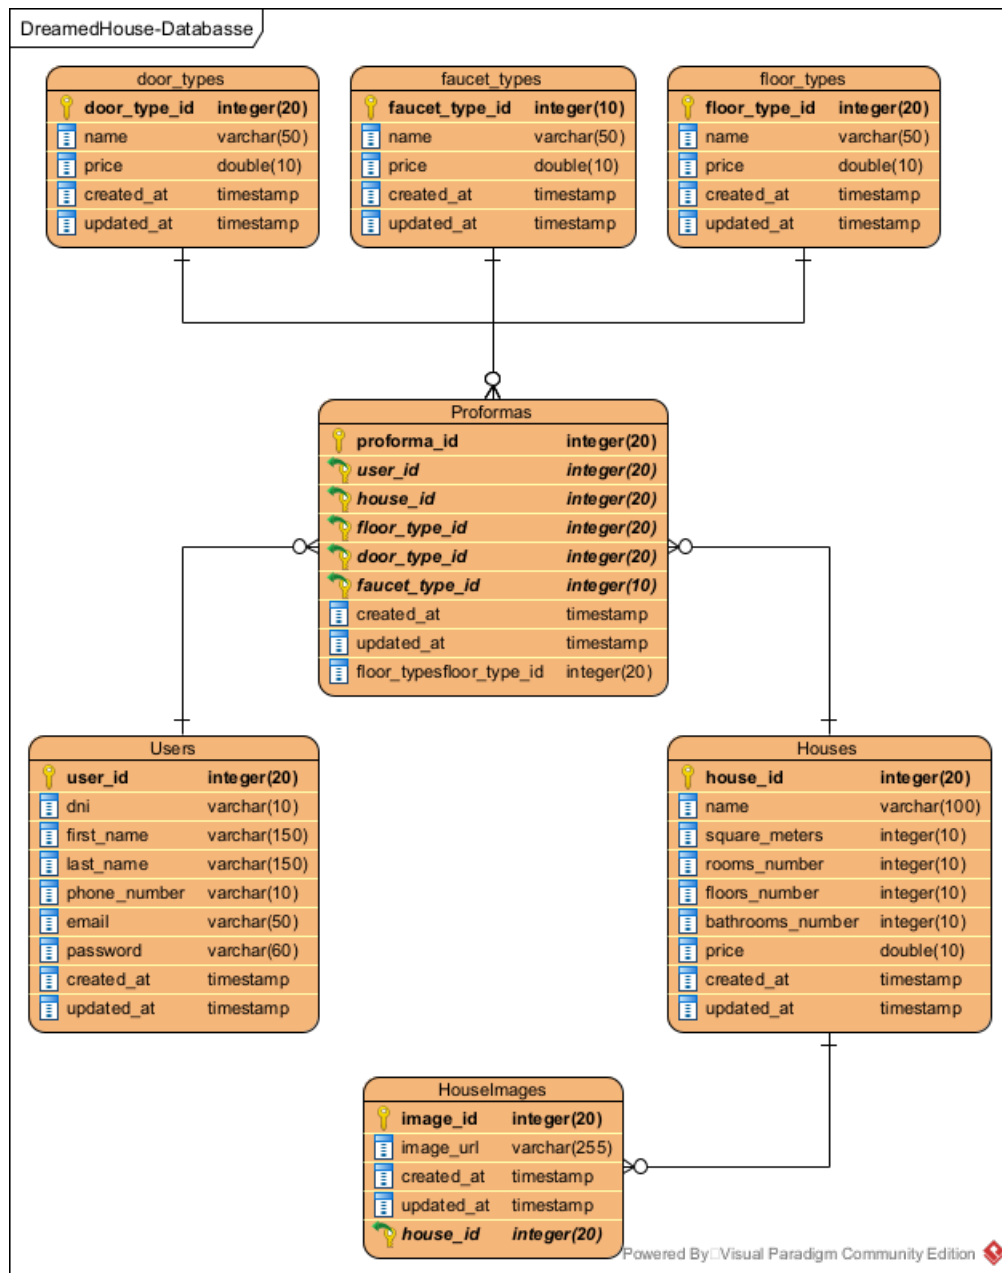 DreamedHouse-Databasse
door_types
door_type_id integer(20)
name varchar(50)
price double(10)
created_at timestamp
updated_at timestamp
faucet_types
faucet_type_id integer(10)
name varchar(50)
price double(10)
created_at timestamp
updated_at timestamp
floor_types
floor_type_id integer(20)
name varchar(50)
price double(10)
created_at timestamp
updated_at timestamp
Proformas
proforma_id integer(20)
user_id integer(20)
house_id integer(20)
floor_type_id integer(20)
door_type_id integer(20)
faucet_type_id integer(10)
created_at timestamp
updated_at timestamp
floor_typesfloor_type_id integer(20)
Users
user_id integer(20)
dni varchar(10)
first_name varchar(150)
last_name varchar(150)
phone_number varchar(10)
email varchar(50)
password varchar(60)
created_at timestamp
updated_at timestamp
Houses
house_id integer(20)
name varchar(100)
square_meters integer(10)
rooms_number integer(10)
floors_number integer(10)
bathrooms_number integer(10)
price double(10)
created_at timestamp
updated_at timestamp
HouseImages
image_id integer(20)
image_url varchar(255)
created_at timestamp
updated_at timestamp
house_id integer(20)
Powered By Visual Paradigm Community Edition